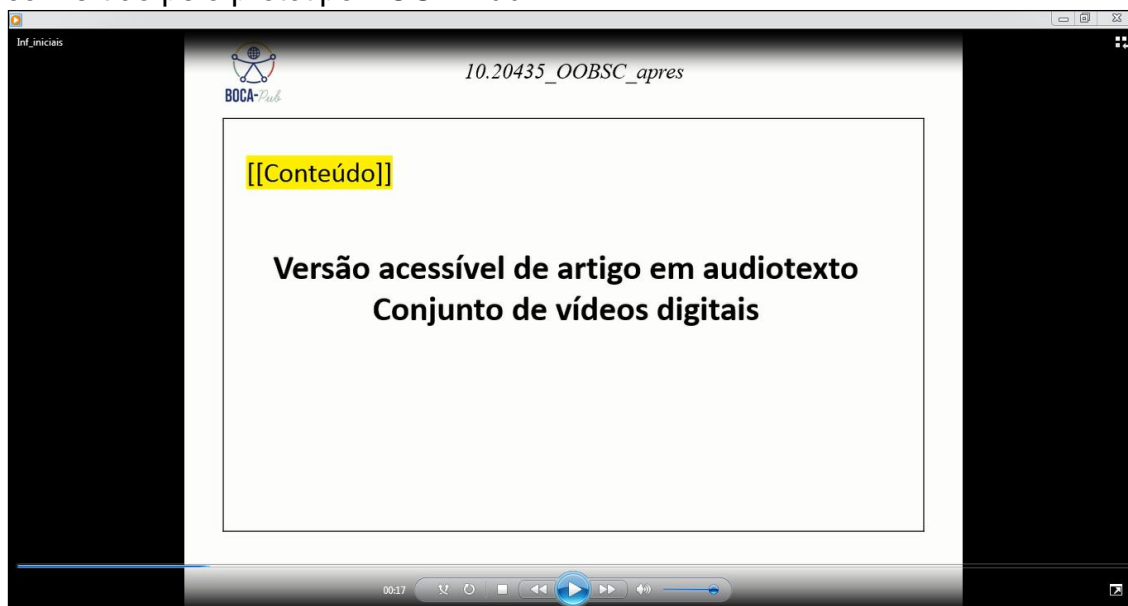 Inf_iniciais
10.20435_OOBSC_apres
BOCA-Pub
[[Conteúdo]]
Versão acessível de artigo em audiotexto
Conjunto de vídeos digitais
00:17